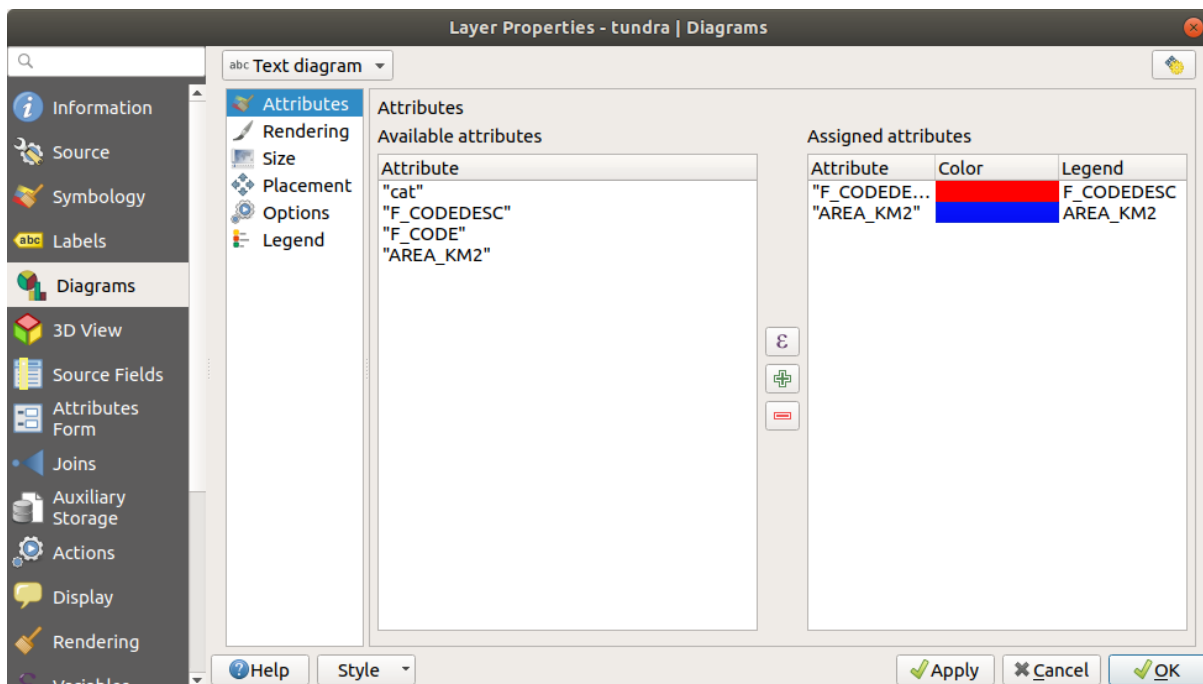 Layer Properties - tundra | Diagrams
Information
Source
Symbology
abc Labels
Diagrams
3D View
Source Fields
Attributes
Form
Joins
Auxiliary
Storage
Actions
Display
Rendering
Variables
abc Text diagram
Attributes
Rendering
Size
Placement
Options
Legend
Attributes
Available attributes
Attribute
"cat"
"F_CODEDESC"
"F_CODE"
"AREA_KM2"
ε
Assigned attributes
Attribute Color Legend
"F_CODEDE... F_CODEDESC
"AREA_KM2" AREA_KM2
Help
Style
Apply
Cancel
OK